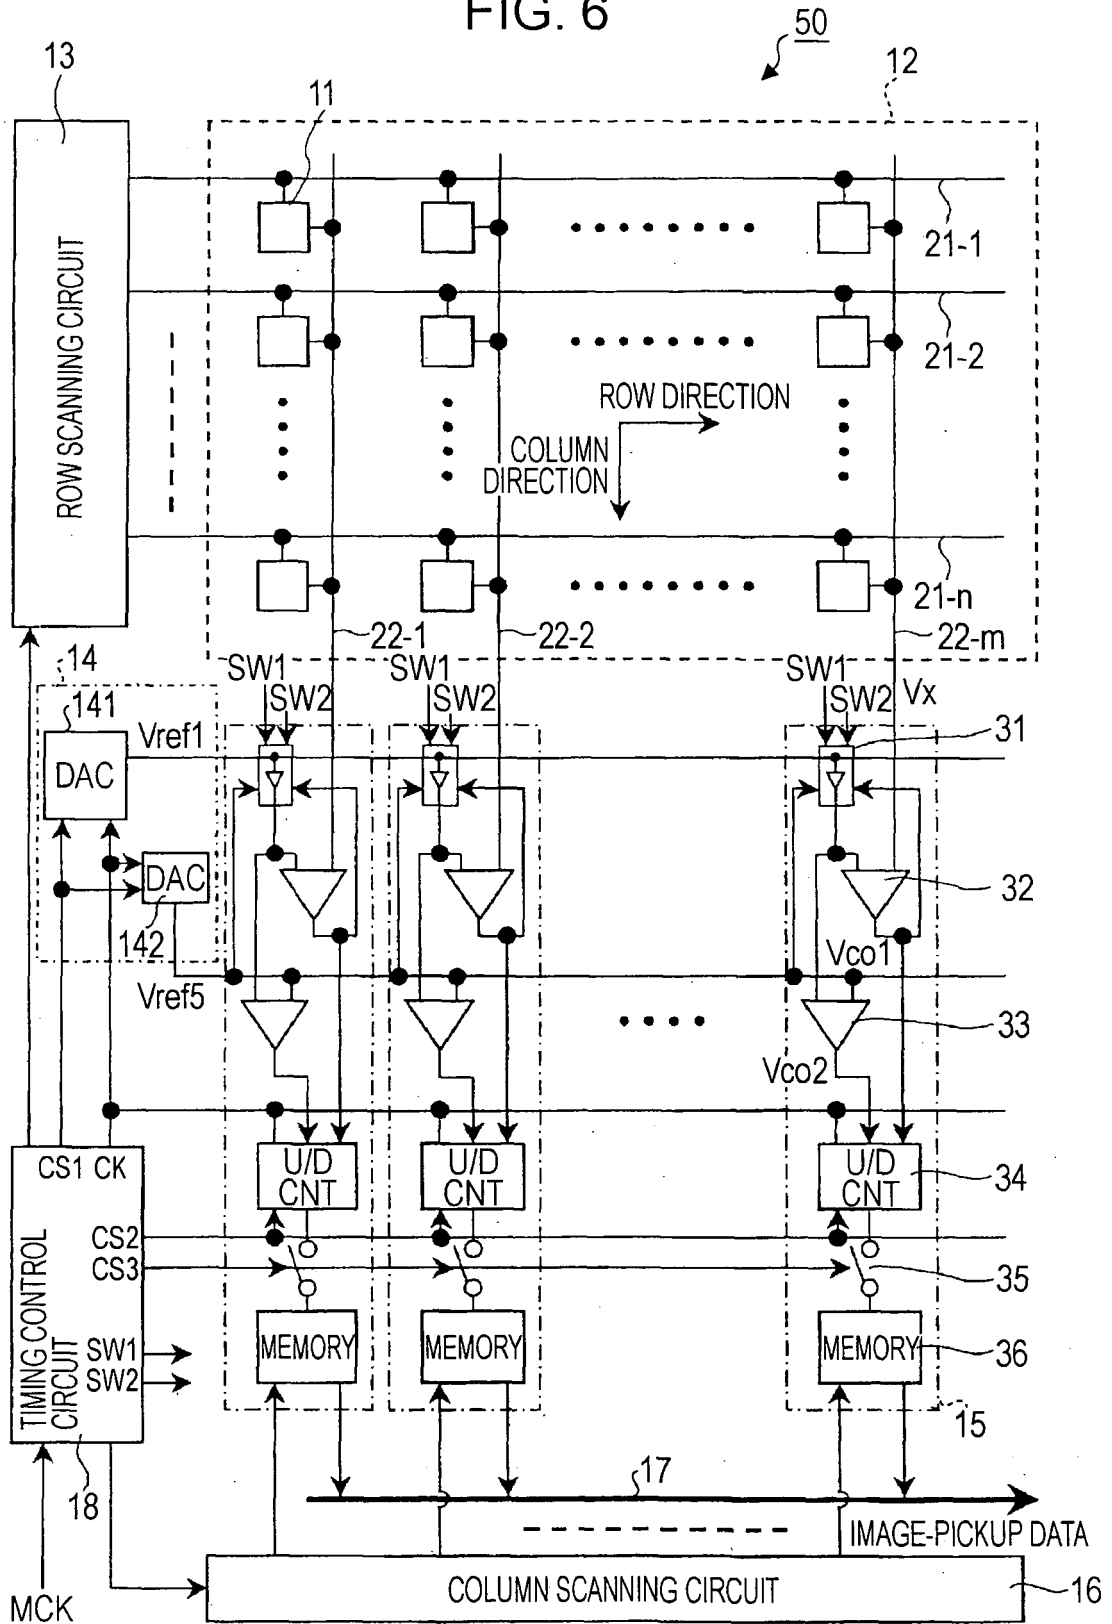 FIG. 6
50
13
12
11
ROW SCANNING CIRCUIT
21-1
21-2
ROW DIRECTION
COLUMN
DIRECTION
21-n
22-1
22-2
22-m
14
SW1
SW2
SW1
SW2
SW1
SW2
Vx
141
Vref1
31
DAC
DAC
32
142
Vco1
Vref5
33
Vco2
CS1 CK
U/D
CNT
U/D
CNT
U/D
CNT
34
CS2
CS3
35
TIMING CONTROL
CIRCUIT
SW1
SW2
MEMORY
MEMORY
MEMORY
36
15
18
17
IMAGE-PICKUP DATA
MCK
COLUMN SCANNING CIRCUIT
16